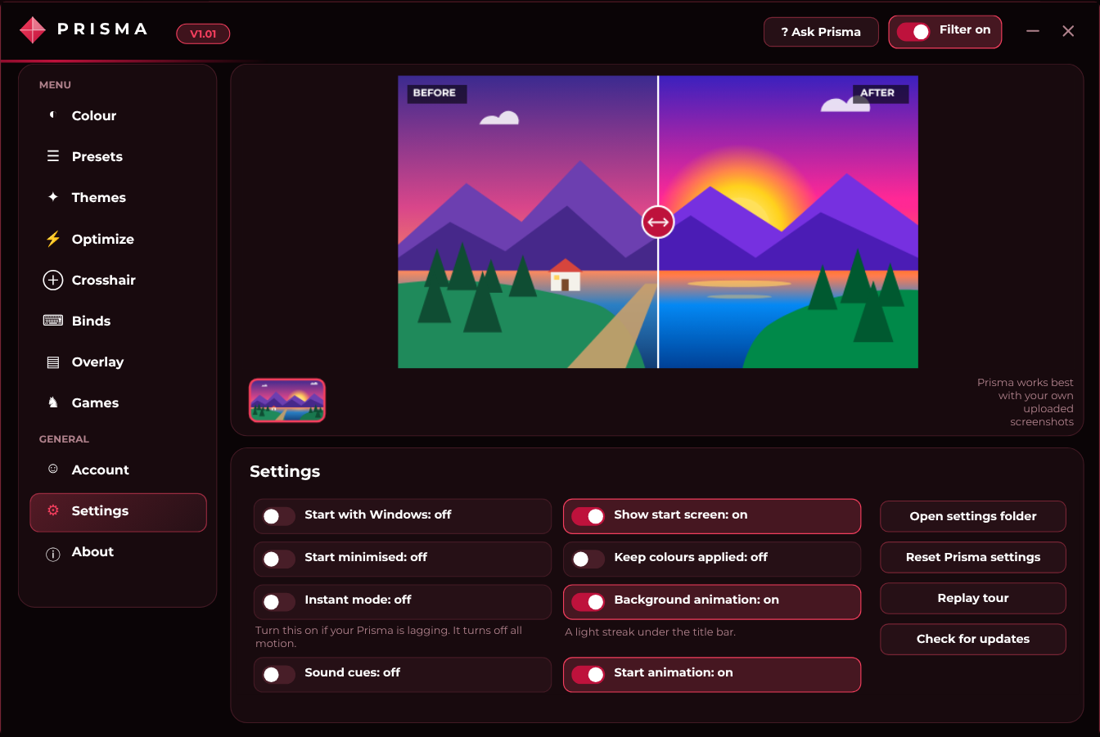 PRISMA
V1.01
? Ask Prisma
Filter on
MENU
Colour
Presets
Themes
Optimize
Crosshair
Binds
Overlay
Games
GENERAL
Account
Settings
About
BEFORE
AFTER
Prisma works best
with your own
uploaded
screenshots
Settings
Start with Windows: off
Show start screen: on
Open settings folder
Start minimised: off
Keep colours applied: off
Reset Prisma settings
Instant mode: off
Background animation: on
Replay tour
Turn this on if your Prisma is lagging. It turns off all
motion.
A light streak under the title bar.
Check for updates
Sound cues: off
Start animation: on